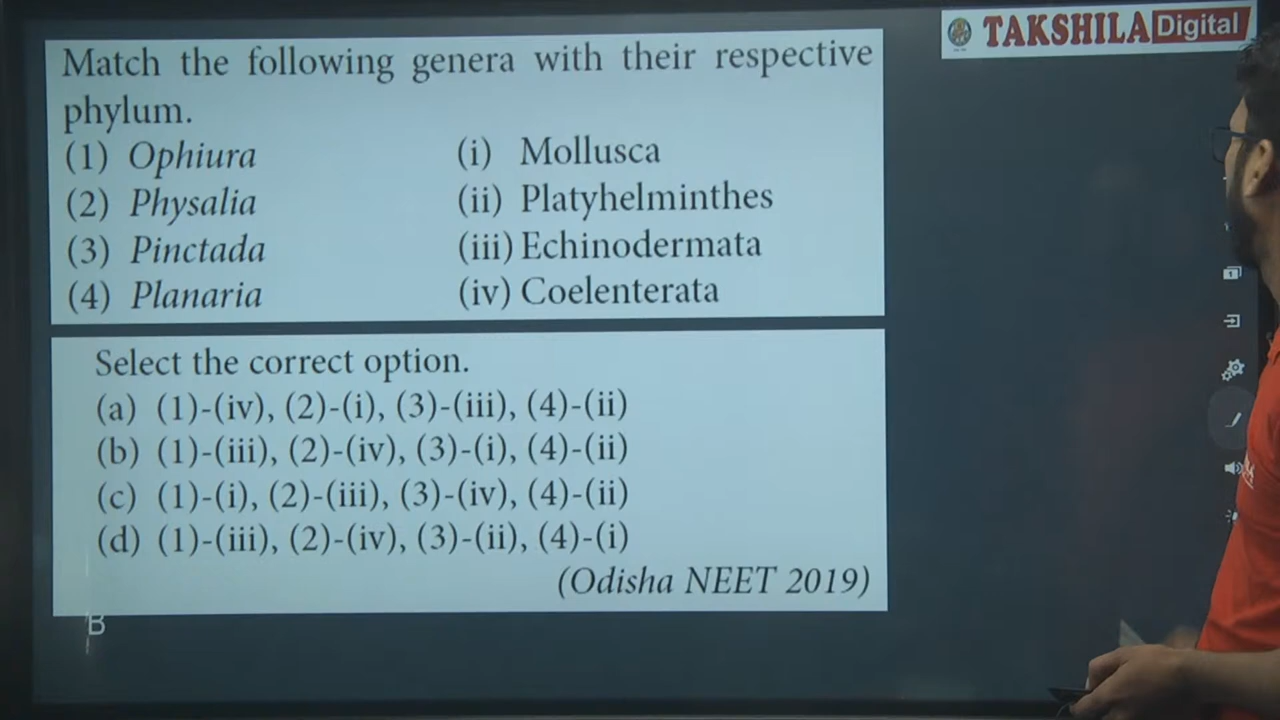 TAKSHILA Digital
Match the following genera with their respective
phylum.
(1) Ophiura (i) Mollusca
(2) Physalia (ii) Platyhelminthes
(3) Pinctada (iii) Echinodermata
(4) Planaria (iv) Coelenterata
Select the correct option.
(a) (1)-(iv), (2)-(i), (3)-(iii), (4)-(ii)
(b) (1)-(iii), (2)-(iv), (3)-(i), (4)-(ii)
(c) (1)-(i), (2)-(iii), (3)-(iv), (4)-(ii)
(d) (1)-(iii), (2)-(iv), (3)-(ii), (4)-(i)
(Odisha NEET 2019)
B